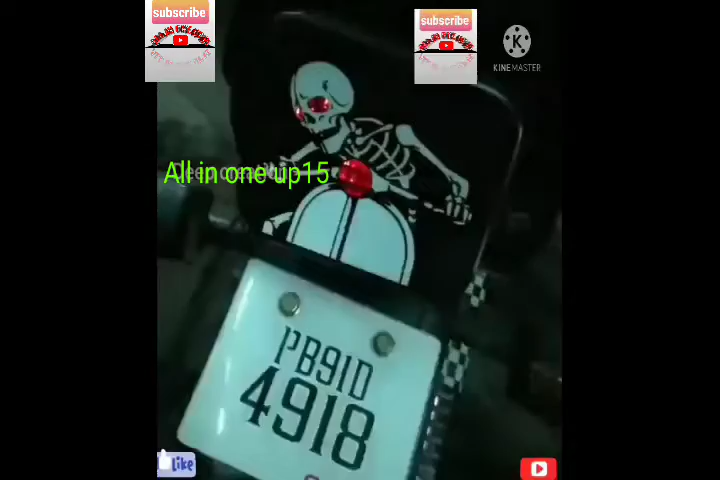 subscribe
subscribe
KINEMASTER
All in one up15
PB91D
4918
like